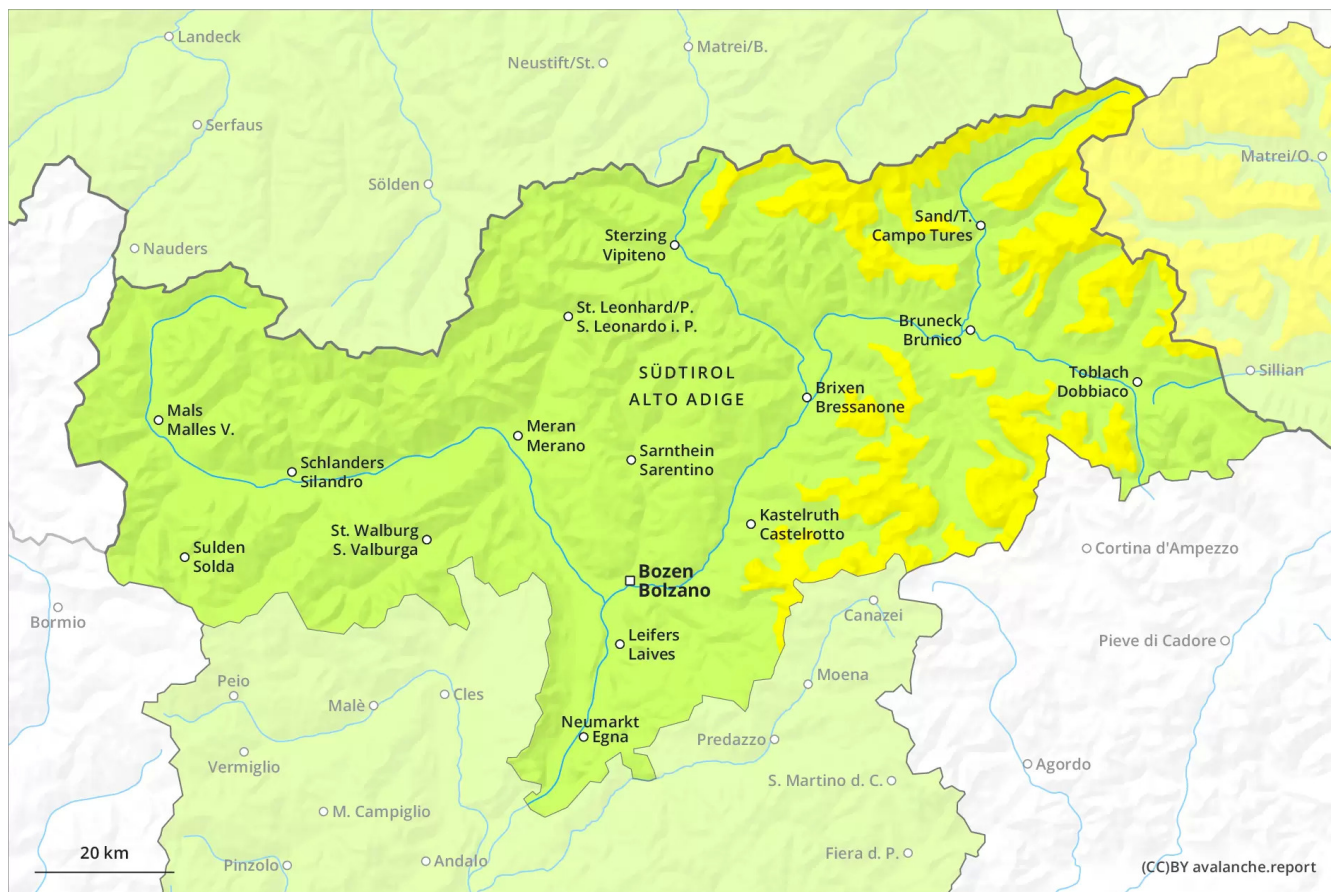 Landeck
Matrei/B.
Neustift/St.
Serfaus
Matrei/O.
Sölden
Sand/T.
Campo Tures
Sterzing
Vipiteno
Nauders
St. Leonhard/P.
S. Leonardo i. P.
Bruneck
Brunico
SÜDTIROL
ALTO ADIGE
Toblach
Dobbiaco
Sillian
Brixen
Bressanone
Mals
Malles V.
Meran
Merano
Sarnthein
Sarentino
Schlanders
Silandro
Kastelruth
Castelrotto
St. Walburg
S. Valburga
Sulden
Solda
Cortina d'Ampezzo
Bozen
Bolzano
Bormio
Canazei
Leifers
Laives
Pieve di Cadore
Peio
Moena
Malè
Cles
Neumarkt
Egna
Predazzo
Vermiglio
Agordo
S. Martino d. C.
M. Campiglio
20 km
Pinzolo
Andalo
Fiera d. P.
(CC)BY avalanche.report